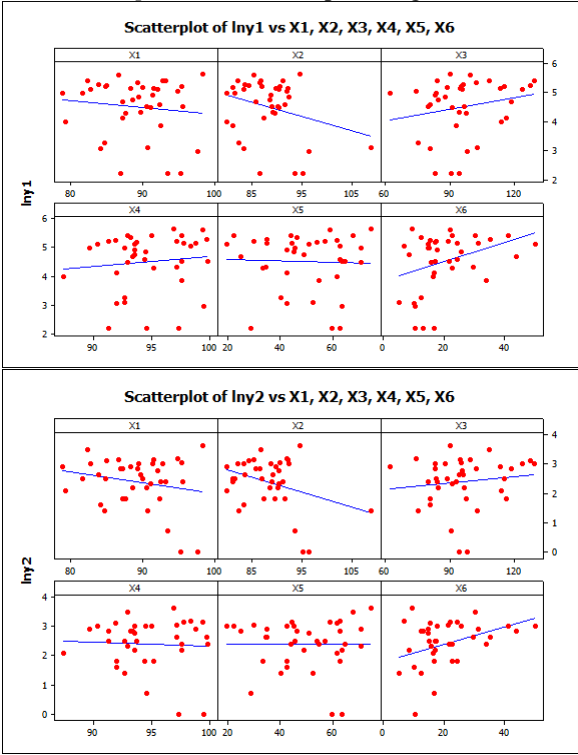 Scatterplot of lny1 vs X1, X2, X3, X4, X5, X6
X1 X2 X3
6
5
4
3
2
80 90 100 85 95 105 60 90 120
lny1
X4 X5 X6
6
5
4
3
2
90 95 100 20 40 60 0 20 40
Scatterplot of lny2 vs X1, X2, X3, X4, X5, X6
X1 X2 X3
4
3
2
1
0
80 90 100 85 95 105 60 90 120
lny2
X4 X5 X6
4
3
2
1
0
90 95 100 20 40 60 0 20 40